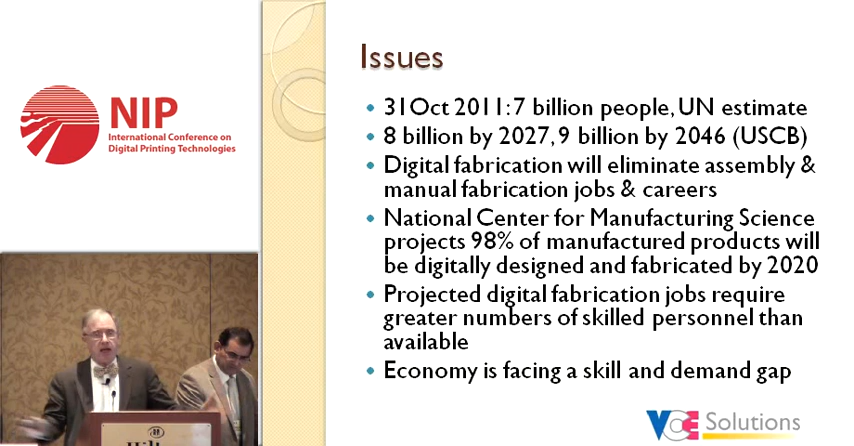 NIP
International Conference on
Digital Printing Technologies
Issues
31Oct 2011: 7 billion people, UN estimate
8 billion by 2027, 9 billion by 2046 (USCB)
Digital fabrication will eliminate assembly &
manual fabrication jobs & careers
National Center for Manufacturing Science
projects 98% of manufactured products will
be digitally designed and fabricated by 2020
Projected digital fabrication jobs require
greater numbers of skilled personnel than
available
Economy is facing a skill and demand gap
VCE Solutions